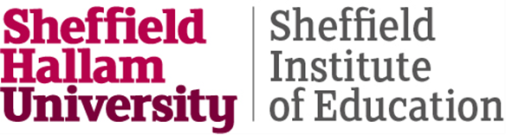 Sheffield
Hallam
University
Sheffield
Institute
of Education